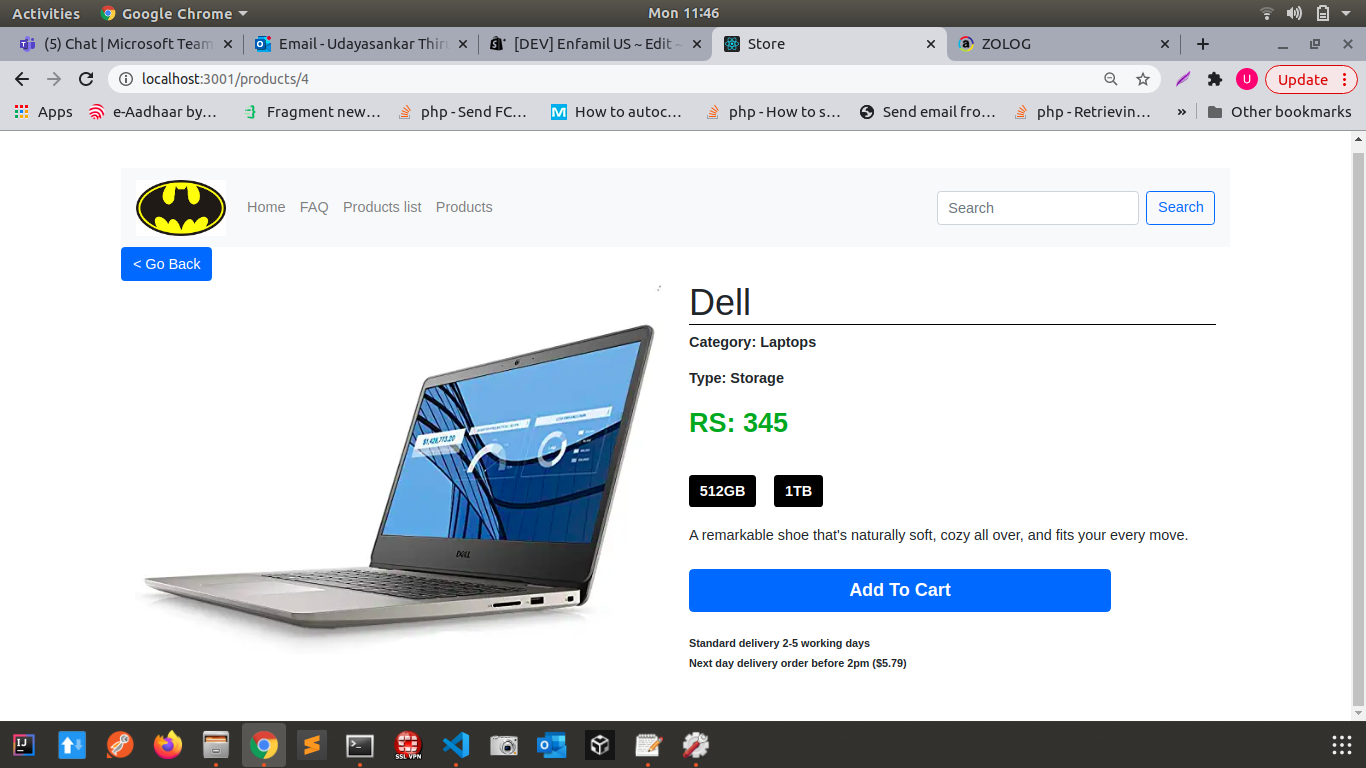 Activities Google Chrome Mon 11:46
(5) Chat | Microsoft Team Email - Udayasankar Thir [DEV] Enfamil US ~ Edit ~ Store ZOLOG
localhost:3001/products/4 U Update
Apps e-Aadhaar by... Fragment new... php - Send FC... M How to autoc... php - How to s... Send email fro... php - Retrievin... » Other bookmarks
Home FAQ Products list Products Search Search
< Go Back
Dell
Category: Laptops
Type: Storage
RS: 345
512GB 1TB
A remarkable shoe that's naturally soft, cozy all over, and fits your every move.
Add To Cart
Standard delivery 2-5 working days
Next day delivery order before 2pm ($5.79)
DELL
IJ SSL VPN